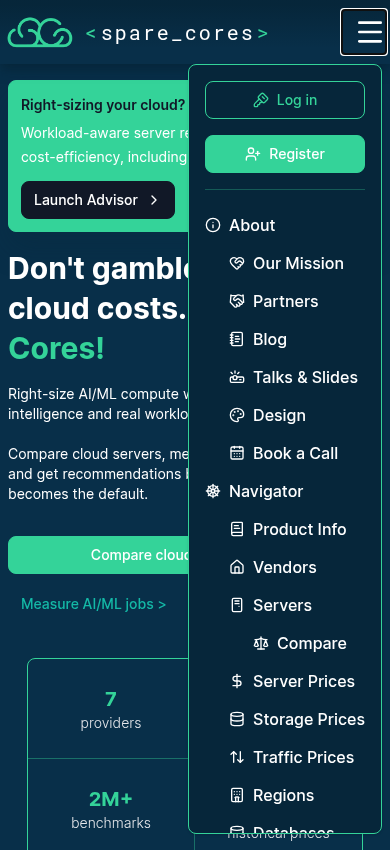 <spare_cores>
Right-sizing your cloud?
Workload-aware server
cost-efficiency, including
Launch Advisor
Don't gamble
cloud costs.
Cores!
Right-size AI/ML compute
intelligence and real
Compare cloud servers,
and get recommendations
becomes the default.
Compare cloud
Measure AI/ML jobs >
7
providers
2M+
benchmarks
Log in
Register
About
Our Mission
Partners
Blog
Talks & Slides
Design
Book a Call
Navigator
Product Info
Vendors
Servers
Compare
Server Prices
Storage Prices
Traffic Prices
Regions
Databases
historical prices